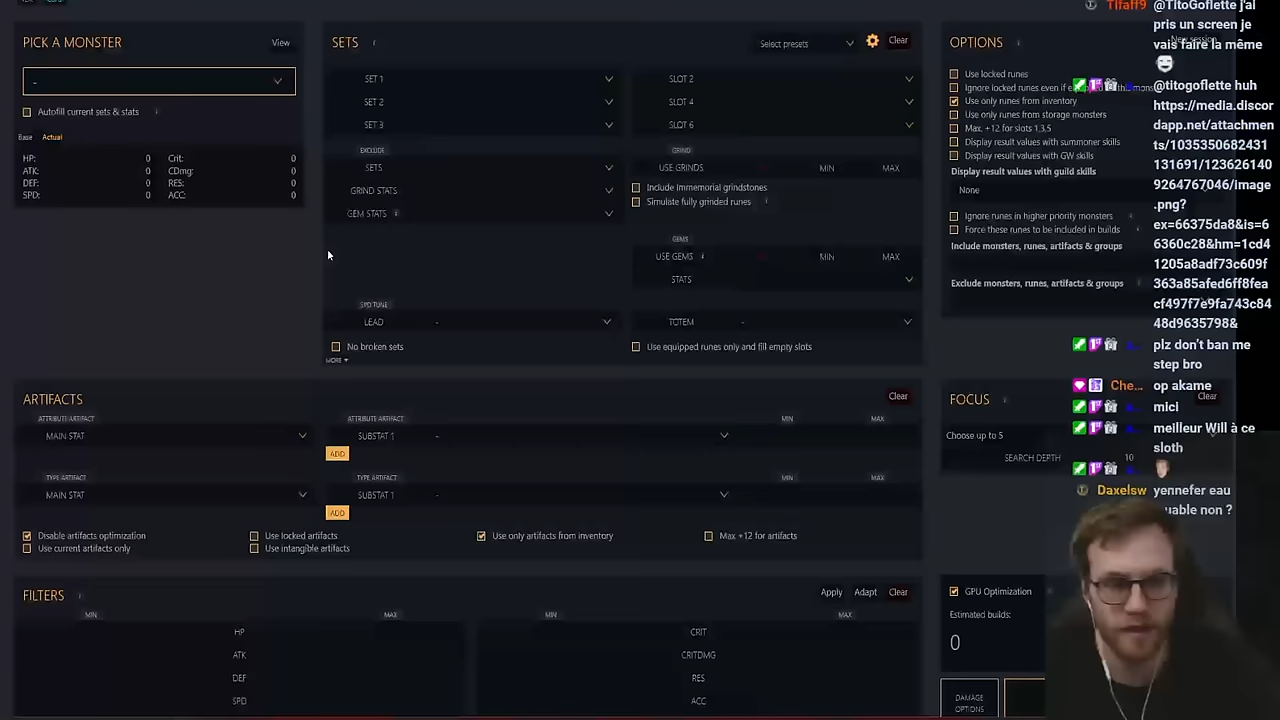 PICK A MONSTER
View
-
Autofill current sets & stats
Base Actual
HP: 0 Crit: 0
ATK: 0 CDmg: 0
DEF: 0 RES: 0
SPD: 0 ACC: 0
SETS
Select presets
Clear
SET 1
SET 2
SET 3
SLOT 2
SLOT 4
SLOT 6
EXCLUDE
SETS
GRIND STATS
GEM STATS
GRIND
USE GRINDS MIN MAX
Include Immemorial grindstones
Simulate fully grinded runes
GEMS
USE GEMS MIN MAX
STATS
SPD TUNE
LEAD -
TOTEM -
No broken sets
Use equipped runes only and fill empty slots
MORE
OPTIONS
New session
Use locked runes
Ignore locked runes even if
Use only runes from inventory
Use only runes from storage monsters
Max. +12 for slots 1,3,5
Display result values with summoner skills
Display result values with GW skills
Display result values with guild skills
None
Ignore runes in higher priority monsters
Force these runes to be included in builds
Include monsters, runes, artifacts & groups
Exclude monsters, runes, artifacts & groups
ARTIFACTS
Clear
ATTRIBUTE ARTIFACT
MAIN STAT
ATTRIBUTE ARTIFACT MIN MAX
SUBSTAT 1 -
ADD
TYPE ARTIFACT
MAIN STAT
TYPE ARTIFACT MIN MAX
SUBSTAT 1 -
ADD
Disable artifacts optimization
Use locked artifacts
Use only artifacts from inventory
Max +12 for artifacts
Use current artifacts only
Use intangible artifacts
FOCUS
Clear
Choose up to 5
SEARCH DEPTH 10
FILTERS
Apply Adapt Clear
MIN MAX MIN MAX
HP CRIT
ATK CRITDMG
DEF RES
SPD ACC
GPU Optimization
Estimated builds:
0
DAMAGE
OPTIONS
Tifaff9 @TitoGoflette j'ai
pris un screen je
vais faire la même
@titogoflette huh
https://media.discor
dapp.net/attachmen
ts/1035350682431
131691/123626140
9264767046/image
.png?
ex=66375da8&is=6
6360c28&hm=1cd4
1205a8adf73c609f
363a85afed6ff8fea
cf497f7e9fa743c84
48d9635798&
plz don't ban me
step bro
Che... op akame
mici
meilleur Will à ce
sloth
Daxelsw yennefer eau
non ?